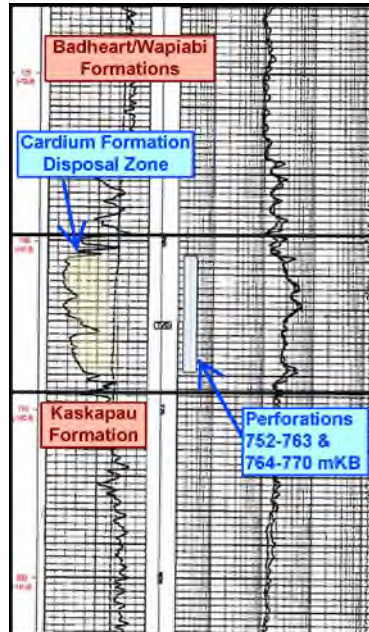 Badheart/Wapiabi
Formations
Cardium Formation
Disposal Zone
Kaskapau
Formation
Perforations
752-763 &
764-770 mKB